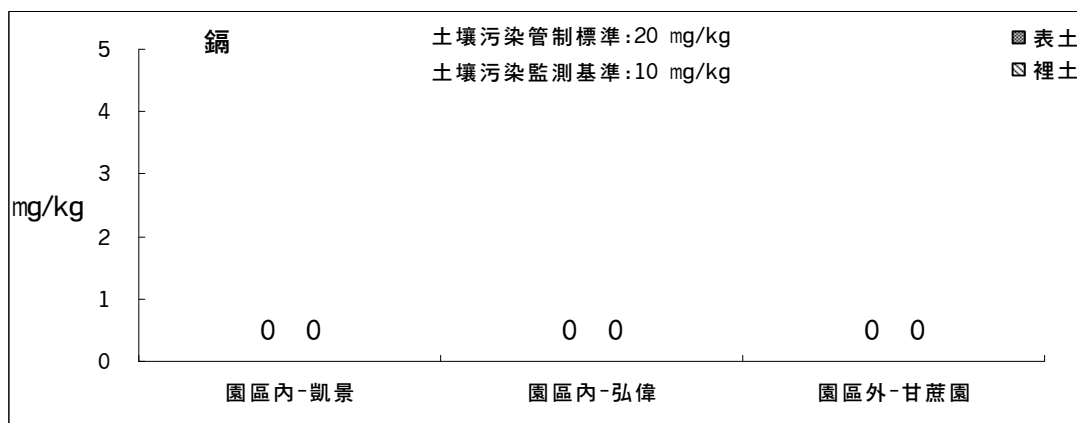 鎘
土壤污染管制標準:20 mg/kg
土壤污染監測基準:10 mg/kg
表土
裡土
mg/kg
5
4
3
2
1
0
0 0
0 0
0 0
園區內-凱景
園區內-弘偉
園區外-甘蔗園